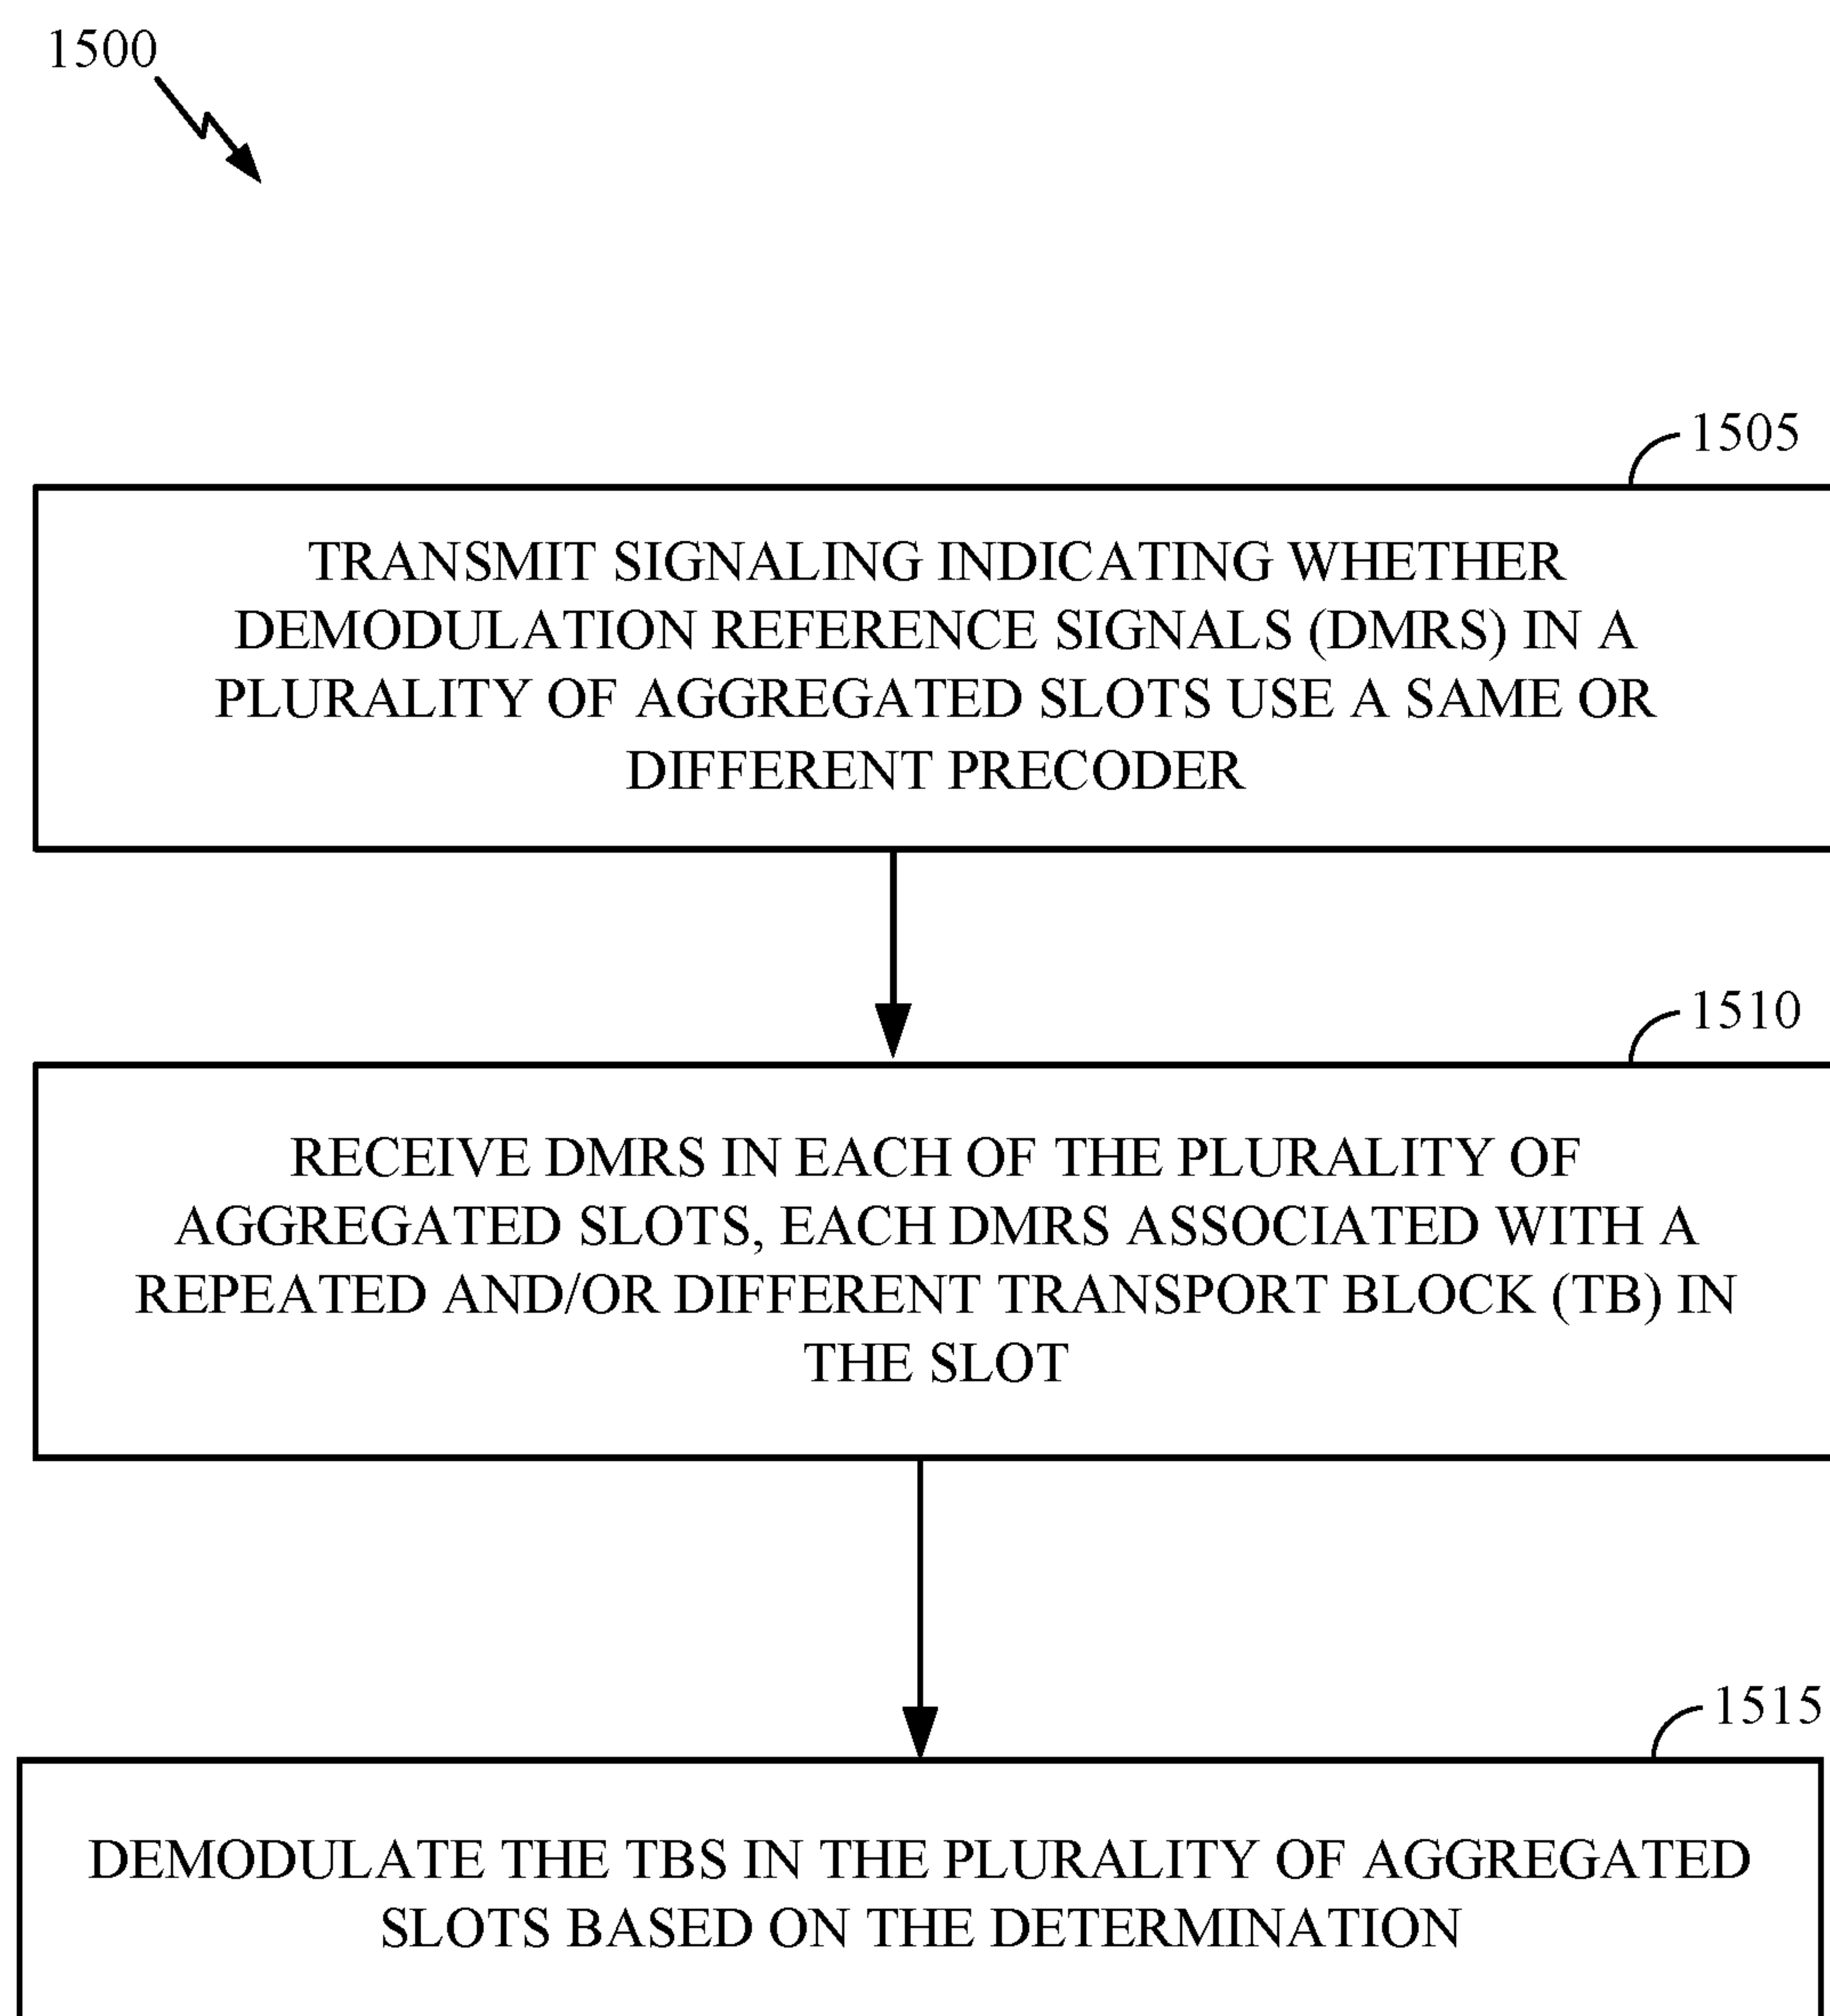 1500
1505
TRANSMIT SIGNALING INDICATING WHETHER
DEMODULATION REFERENCE SIGNALS (DMRS) IN A
PLURALITY OF AGGREGATED SLOTS USE A SAME OR
DIFFERENT PRECODER
1510
RECEIVE DMRS IN EACH OF THE PLURALITY OF
AGGREGATED SLOTS, EACH DMRS ASSOCIATED WITH A
REPEATED AND/OR DIFFERENT TRANSPORT BLOCK (TB) IN
THE SLOT
1515
DEMODULATE THE TBS IN THE PLURALITY OF AGGREGATED
SLOTS BASED ON THE DETERMINATION